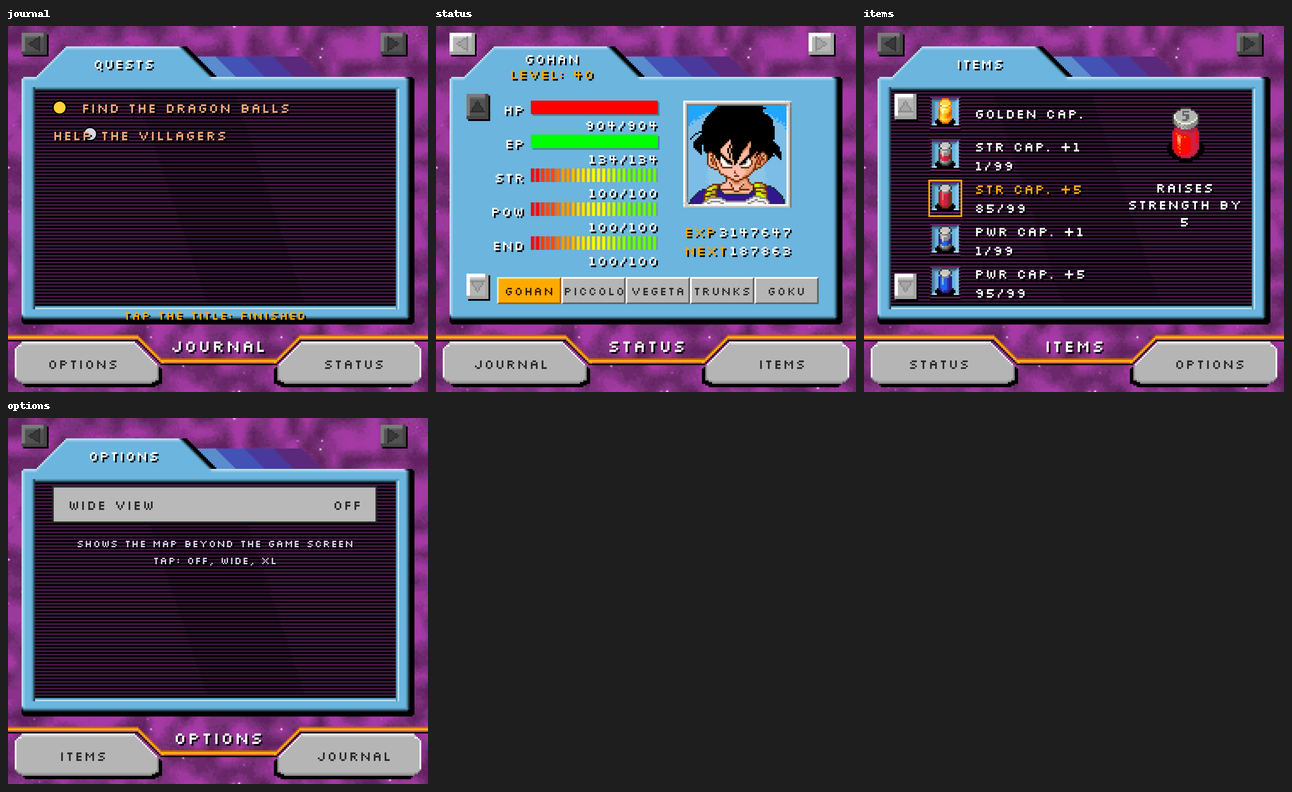 journal
QUESTS
FIND THE DRAGON BALLS
HELP THE VILLAGERS
TAP THE TITLE: FINISHED
JOURNAL
OPTIONS
STATUS
status
GOHAN
LEVEL: 40
HP
904/904
EP
134/134
STR
100/100
POW
100/100
END
100/100
EXP3147647
NEXT187863
GOHAN PICCOLO VEGETA TRUNKS GOKU
STATUS
JOURNAL
ITEMS
items
ITEMS
GOLDEN CAP.
STR CAP. +1
1/99
STR CAP. +5
85/99
PWR CAP. +1
1/99
PWR CAP. +5
95/99
5
RAISES
STRENGTH BY
5
ITEMS
STATUS
OPTIONS
options
OPTIONS
WIDE VIEW OFF
SHOWS THE MAP BEYOND THE GAME SCREEN
TAP: OFF, WIDE, XL
OPTIONS
ITEMS
JOURNAL